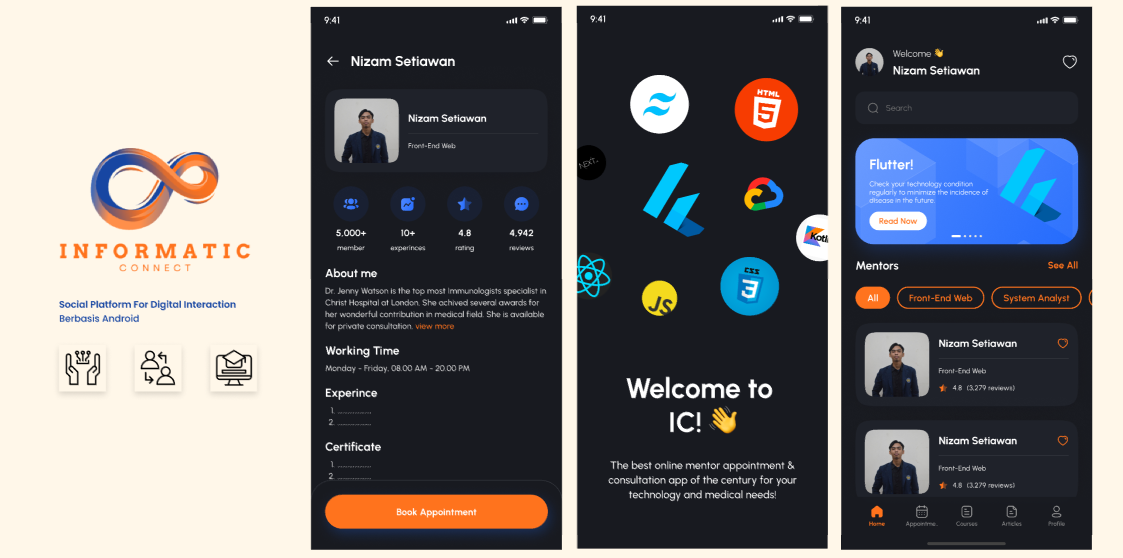 INFORMATIC
CONNECT
Social Platform For Digital Interaction
Berbasis Android
9:41
Nizam Setiawan
Nizam Setiawan
Front-End Web
5,000+
member
10+
experinces
4.8
rating
4,942
reviews
About me
Dr. Jenny Watson is the top most Immunologists specialist in
Christ Hospital at London. She achived several awards for
her wonderful contribution in medical field. She is available
for private consultation. view more
Working Time
Monday - Friday, 08.00 AM - 20.00 PM
Experince
1. .................
2. .................
Certificate
1. .................
2. .................
Book Appointment
9:41
HTML
5
NEXT.
Kotl
JS
CSS
3
Welcome to
IC! 👋
The best online mentor appointment &
consultation app of the century for your
technology and medical needs!
9:41
Welcome 👋
Nizam Setiawan
Search
Flutter!
Check your technology condition
regularly to minimize the incidence of
disease in the future.
Read Now
Mentors
See All
All
Front-End Web
System Analyst
Nizam Setiawan
Front-End Web
4.8 (3,279 reviews)
Nizam Setiawan
Front-End Web
4.8 (3,279 reviews)
Home
Appointme..
Courses
Articles
Profile